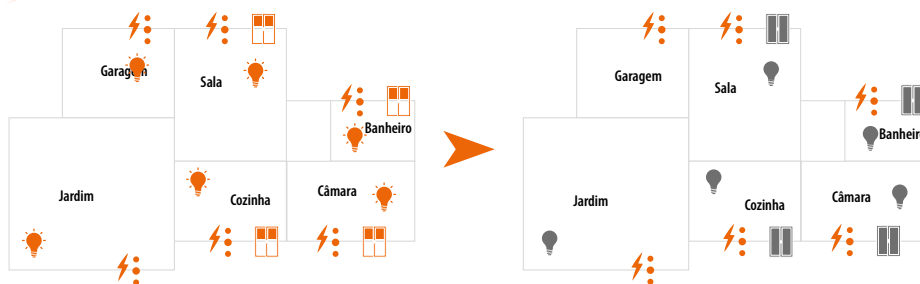 Garagem
Sala
Banheiro
Jardim
Cozinha
Câmara
Garagem
Sala
Banheir
Jardim
Cozinha
Câmara